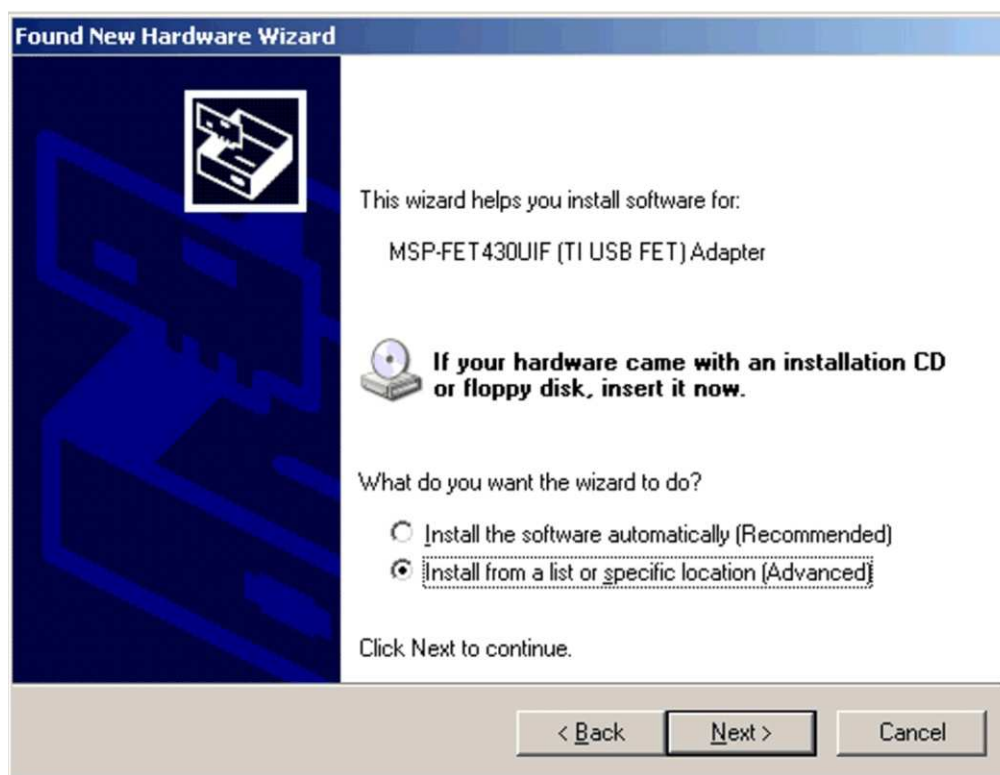 Found New Hardware Wizard
This wizard helps you install software for:
MSP-FET430UIF (TI USB FET) Adapter
If your hardware came with an installation CD
or floppy disk, insert it now.
What do you want the wizard to do?
Install the software automatically (Recommended)
Install from a list or specific location (Advanced)
Click Next to continue.
< Back
Next >
Cancel